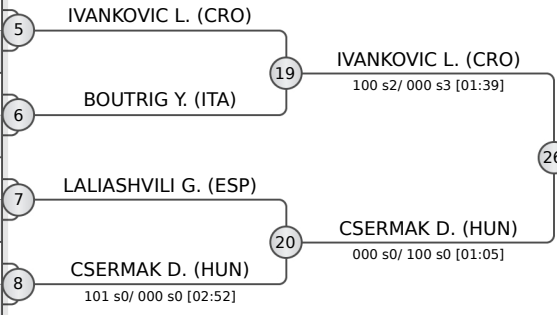 IVANKOVIC L. (CRO)
5
IVANKOVIC L. (CRO)
19
100 s2/ 000 s3 [01:39]
BOUTRIG Y. (ITA)
6
26
LALIASHVILI G. (ESP)
7
CSERMAK D. (HUN)
20
000 s0/ 100 s0 [01:05]
CSERMAK D. (HUN)
8
101 s0/ 000 s0 [02:52]